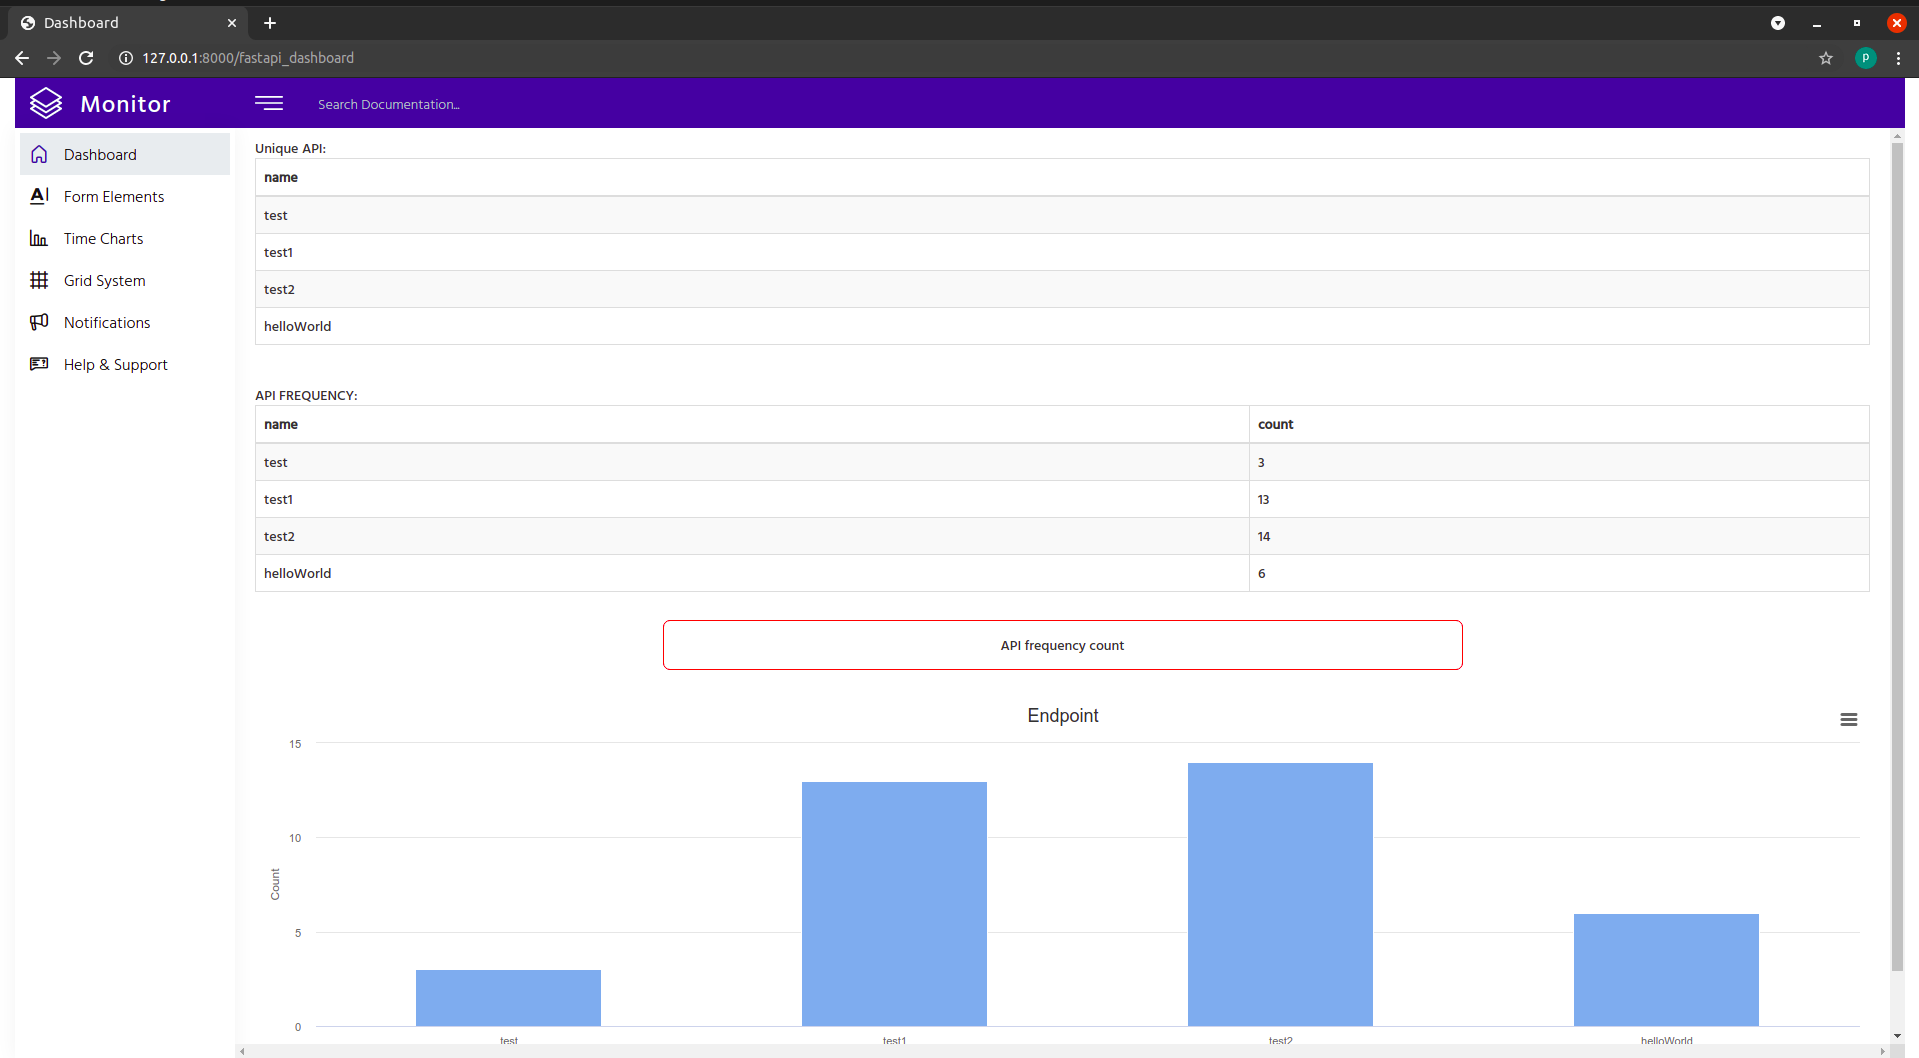 Dashboard
127.0.0.1:8000/fastapi_dashboard
p
Monitor
Search Documentation...
Dashboard
Form Elements
Time Charts
Grid System
Notifications
Help & Support
Unique API:
name
test
test1
test2
helloWorld
API FREQUENCY:
name count
test 3
test1 13
test2 14
helloWorld 6
API frequency count
Endpoint
15
10
5
0
Count
test test1 test2 helloWorld